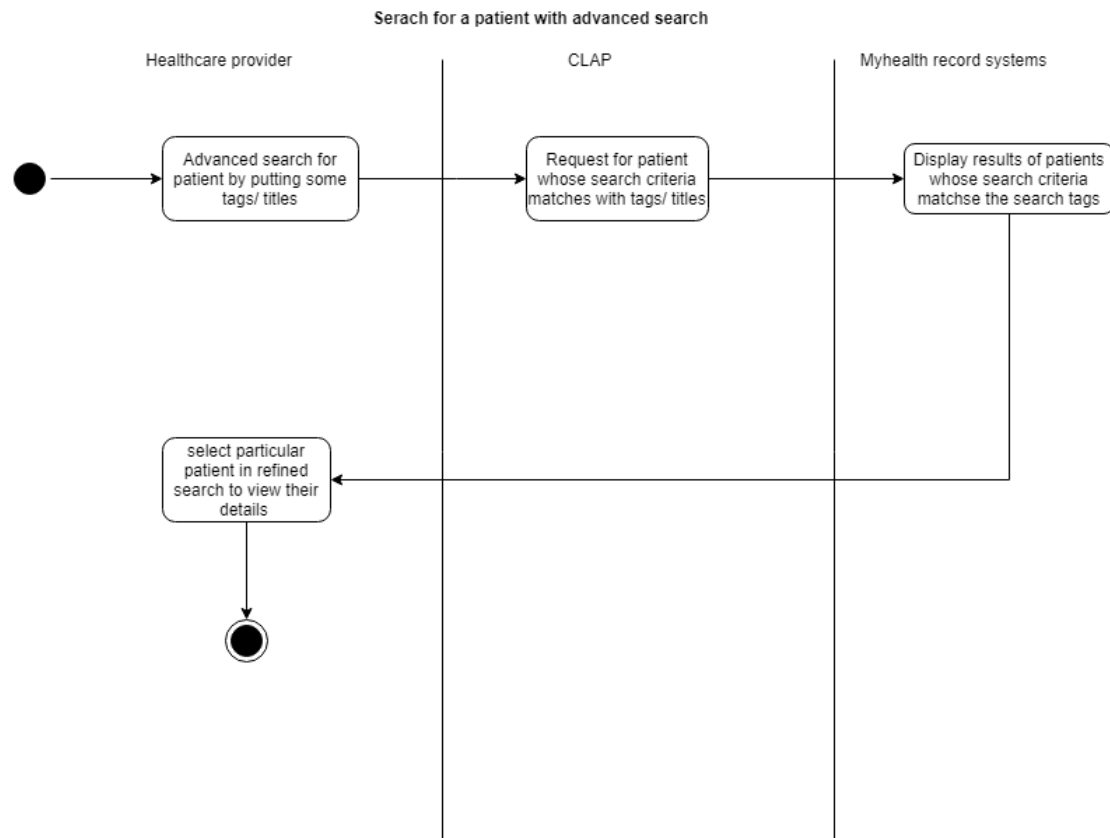 Serach for a patient with advanced search
Healthcare provider
CLAP
Myhealth record systems
Advanced search for
patient by putting some
tags/ titles
Request for patient
whose search criteria
matches with tags/ titles
Display results of patients
whose search criteria
matchse the search tags
select particular
patient in refined
search to view their
details